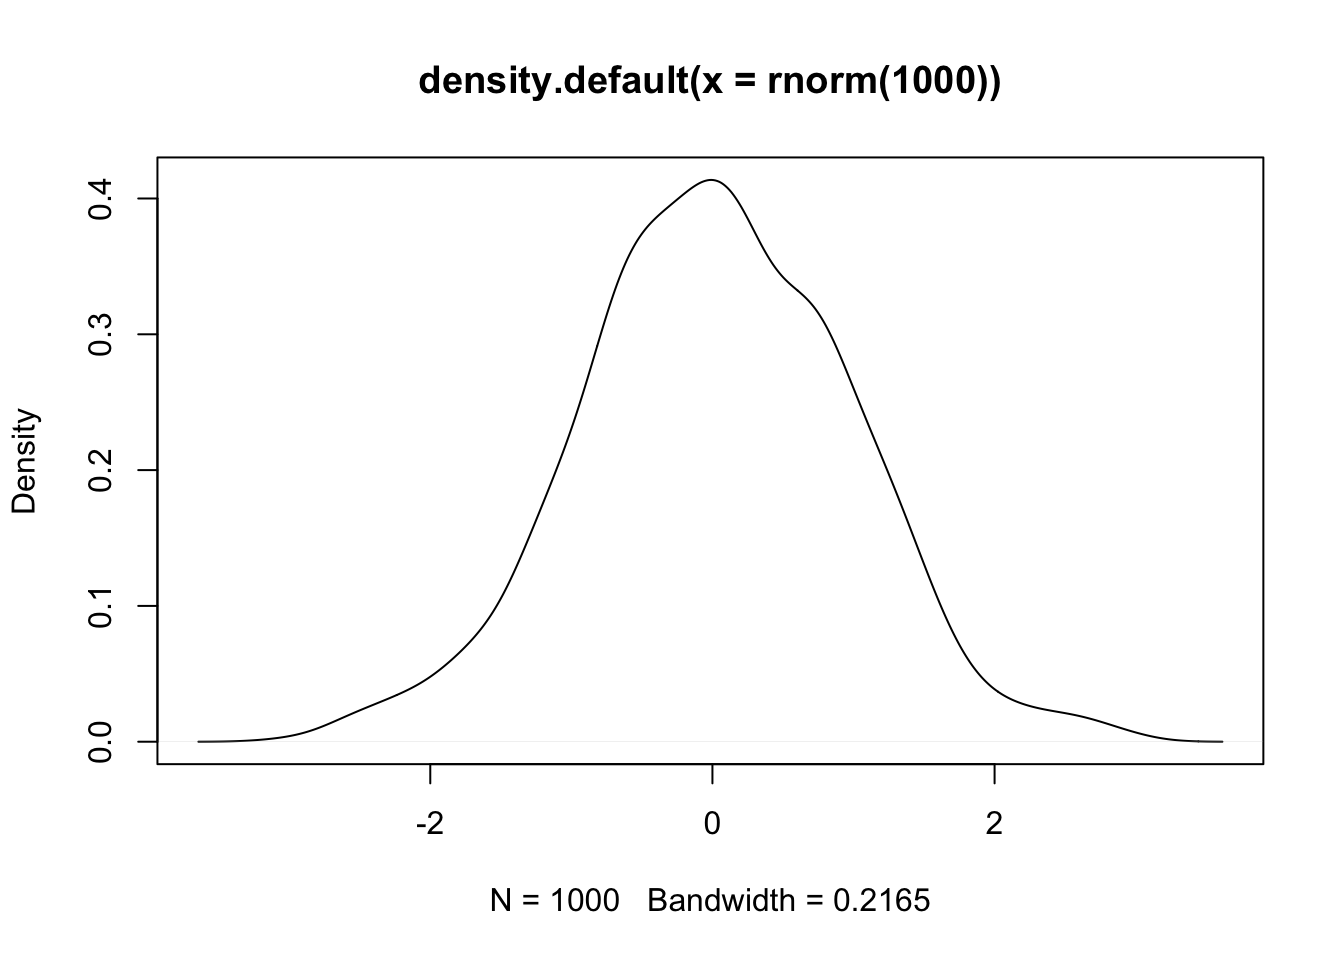 density.default(x = rnorm(1000))
Density
0.4
0.3
0.2
0.1
0.0
-2 0 2
N = 1000 Bandwidth = 0.2165